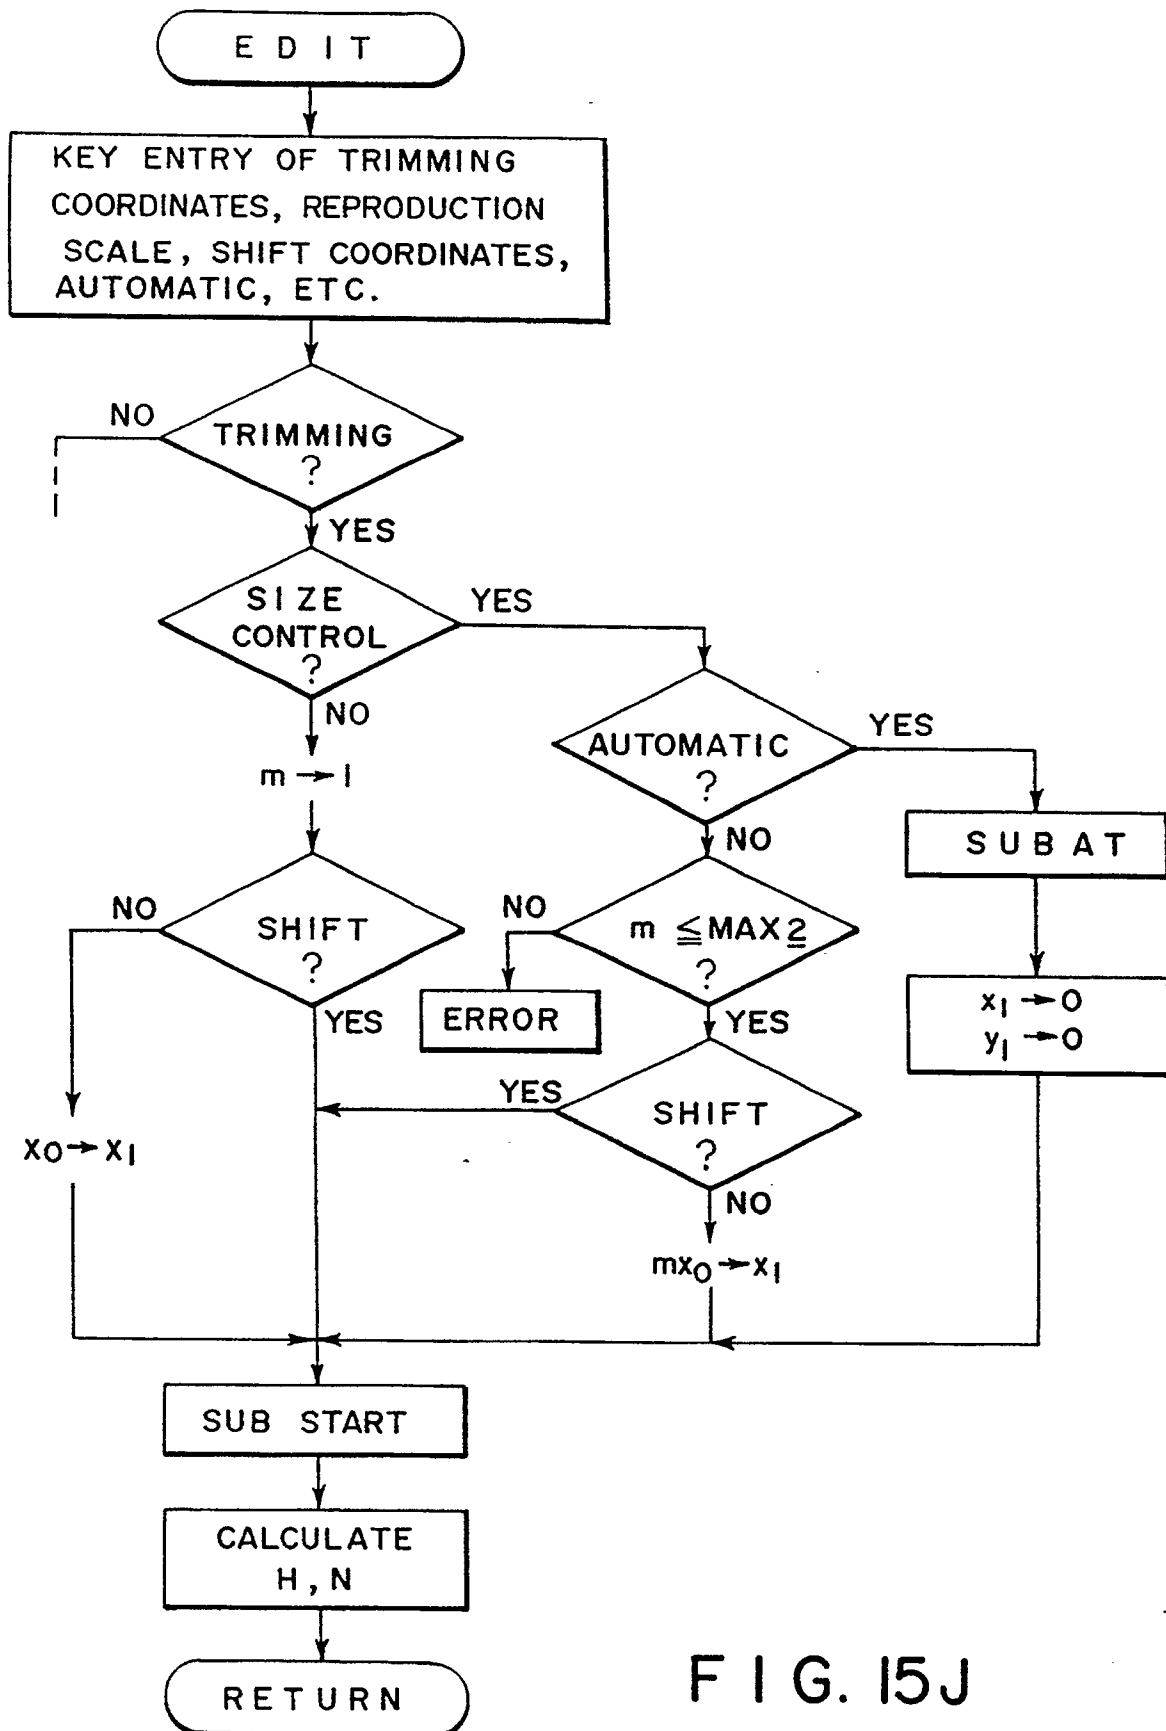 EDIT
KEY ENTRY OF TRIMMING
COORDINATES, REPRODUCTION
SCALE, SHIFT COORDINATES,
AUTOMATIC, ETC.
NO
TRIMMING
?
YES
SIZE
CONTROL
?
YES
NO
m → 1
AUTOMATIC
?
YES
NO
SUB AT
NO
SHIFT
?
YES
NO
m ≦ MAX 2
?
YES
ERROR
x₁ → 0
y₁ → 0
YES
SHIFT
?
NO
x₀ → x₁
mx₀ → x₁
SUB START
CALCULATE
H, N
RETURN
FIG. 15J